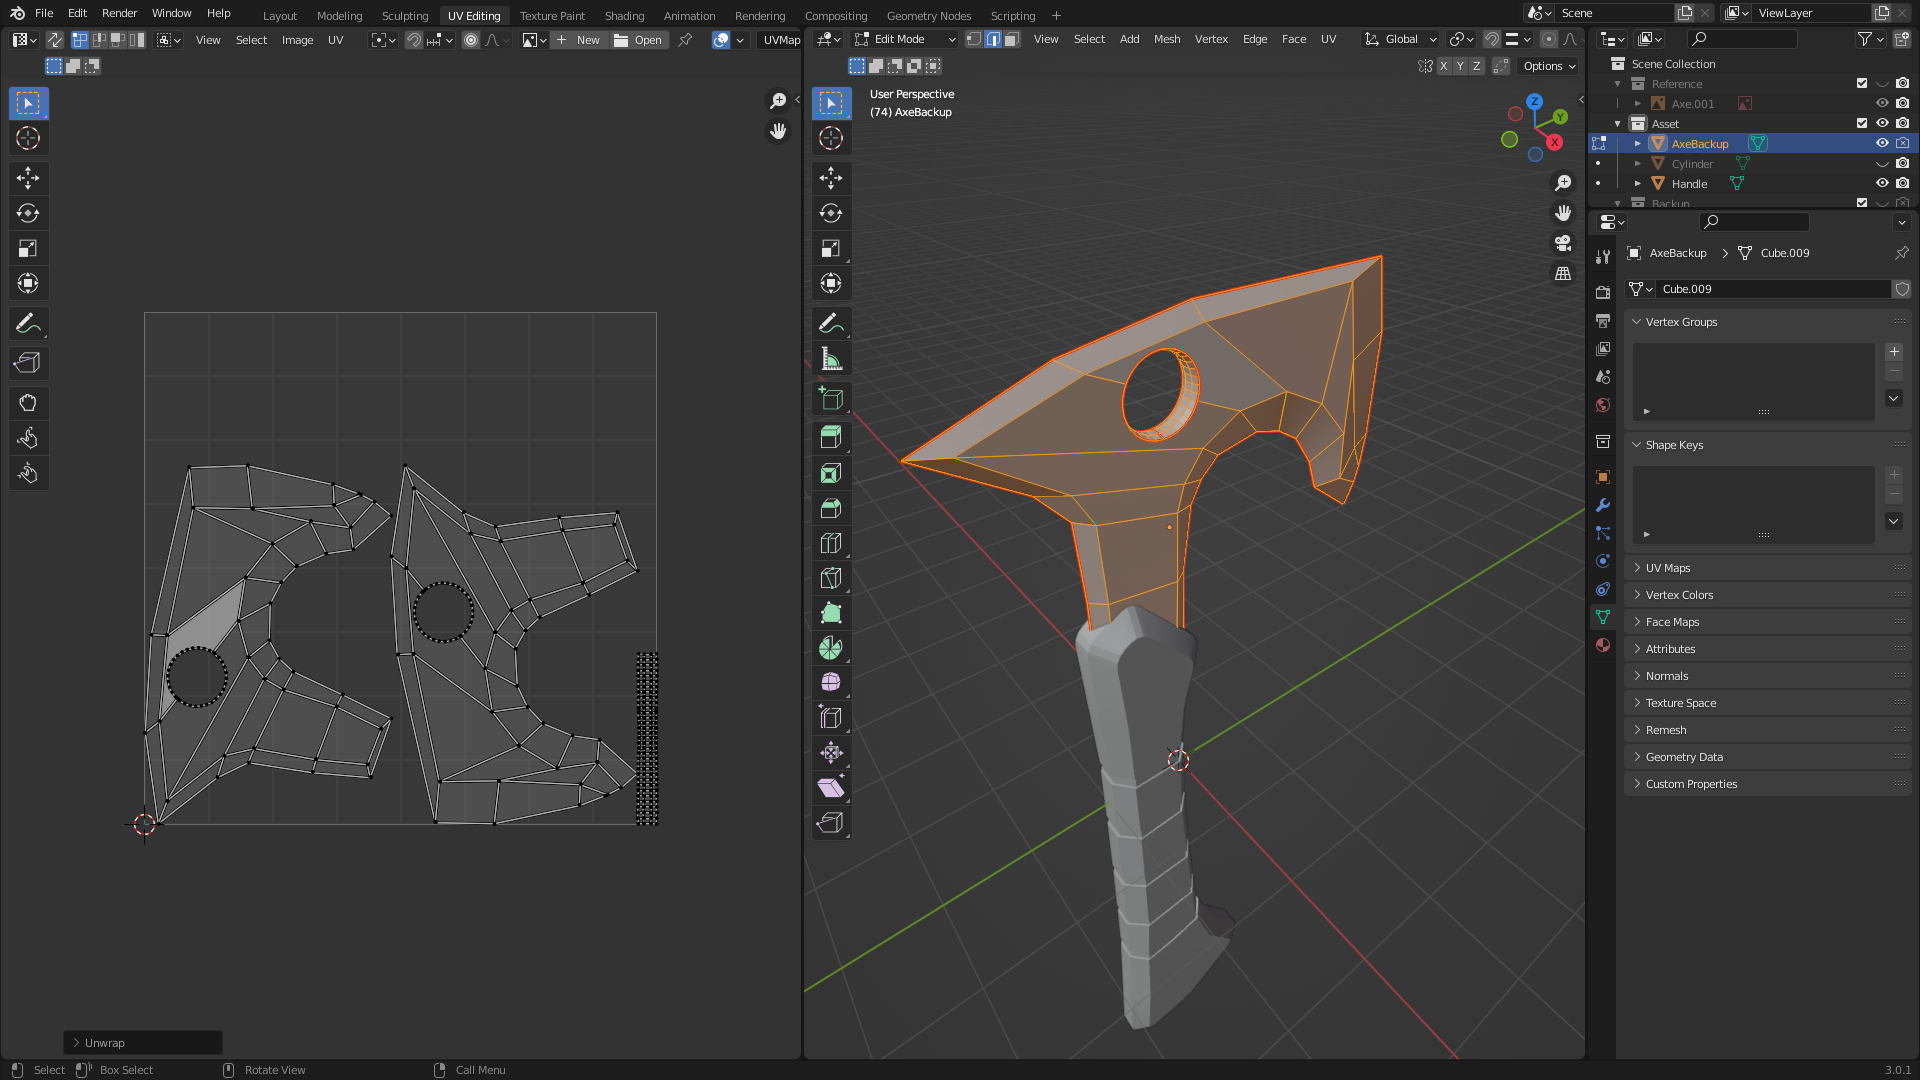 File Edit Render Window Help
Layout Modeling Sculpting UV Editing Texture Paint Shading Animation Rendering Compositing Geometry Nodes Scripting +
Scene
ViewLayer
View Select Image UV
New
Open
UVMap
Edit Mode
View Select Add Mesh Vertex Edge Face UV
Global
X Y Z
Options
User Perspective
(74) AxeBackup
Z
Y
X
Scene Collection
Reference
Axe.001
Asset
AxeBackup
Cylinder
Handle
Backup
AxeBackup > Cube.009
Cube.009
Vertex Groups
Shape Keys
UV Maps
Vertex Colors
Face Maps
Attributes
Normals
Texture Space
Remesh
Geometry Data
Custom Properties
Unwrap
Select
Box Select
Rotate View
Call Menu
3.0.1